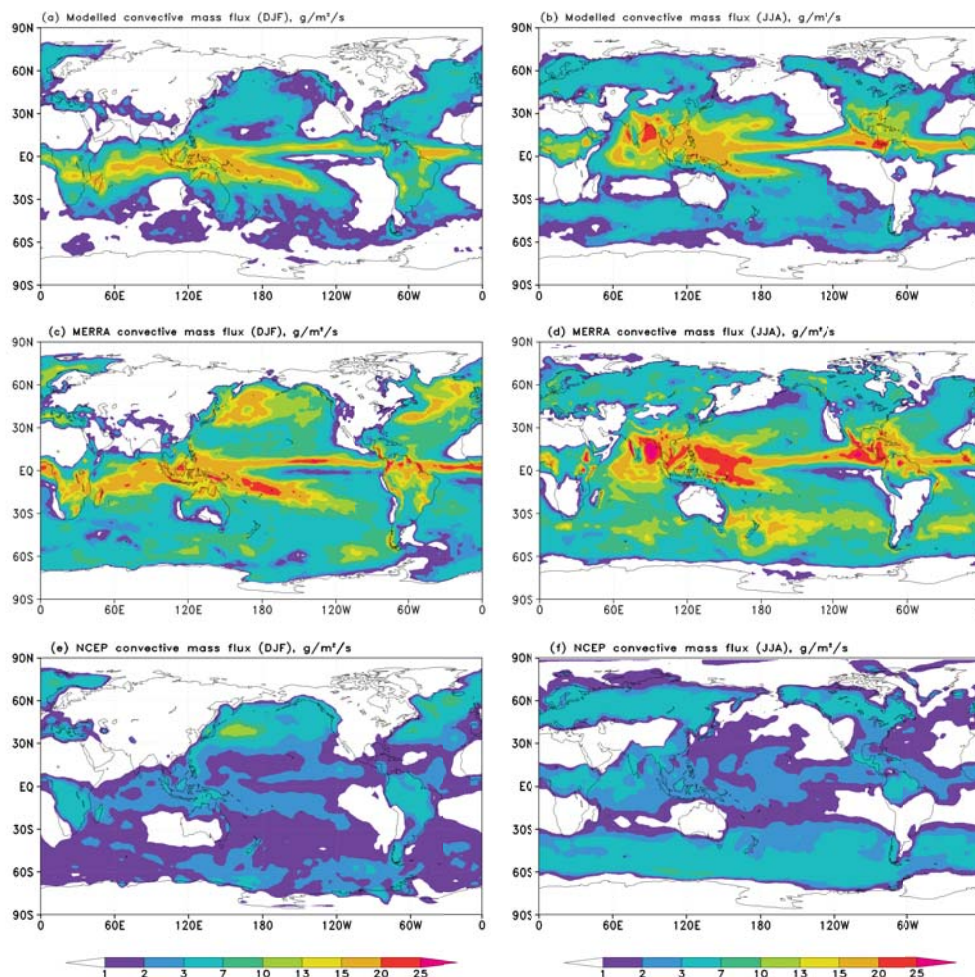 (a) Modelled convective mass flux (DJF), g/m²/s
90N
60N
30N
EQ
30S
60S
90S
0 60E 120E 180 120W 60W 0
(b) Modelled convective mass flux (JJA), g/m²/s
90N
60N
30N
EQ
30S
60S
90S
0 60E 120E 180 120W 60W
(c) MERRA convective mass flux (DJF), g/m²/s
90N
60N
30N
EQ
30S
60S
90S
0 60E 120E 180 120W 60W 0
(d) MERRA convective mass flux (JJA), g/m²/s
90N
60N
30N
EQ
30S
60S
90S
0 60E 120E 180 120W 60W
(e) NCEP convective mass flux (DJF), g/m²/s
90N
60N
30N
EQ
30S
60S
90S
0 60E 120E 180 120W 60W 0
(f) NCEP convective mass flux (JJA), g/m²/s
90N
60N
30N
EQ
30S
60S
90S
0 60E 120E 180 120W 60W
1 2 3 7 10 13 15 20 25
1 2 3 7 10 13 15 20 25